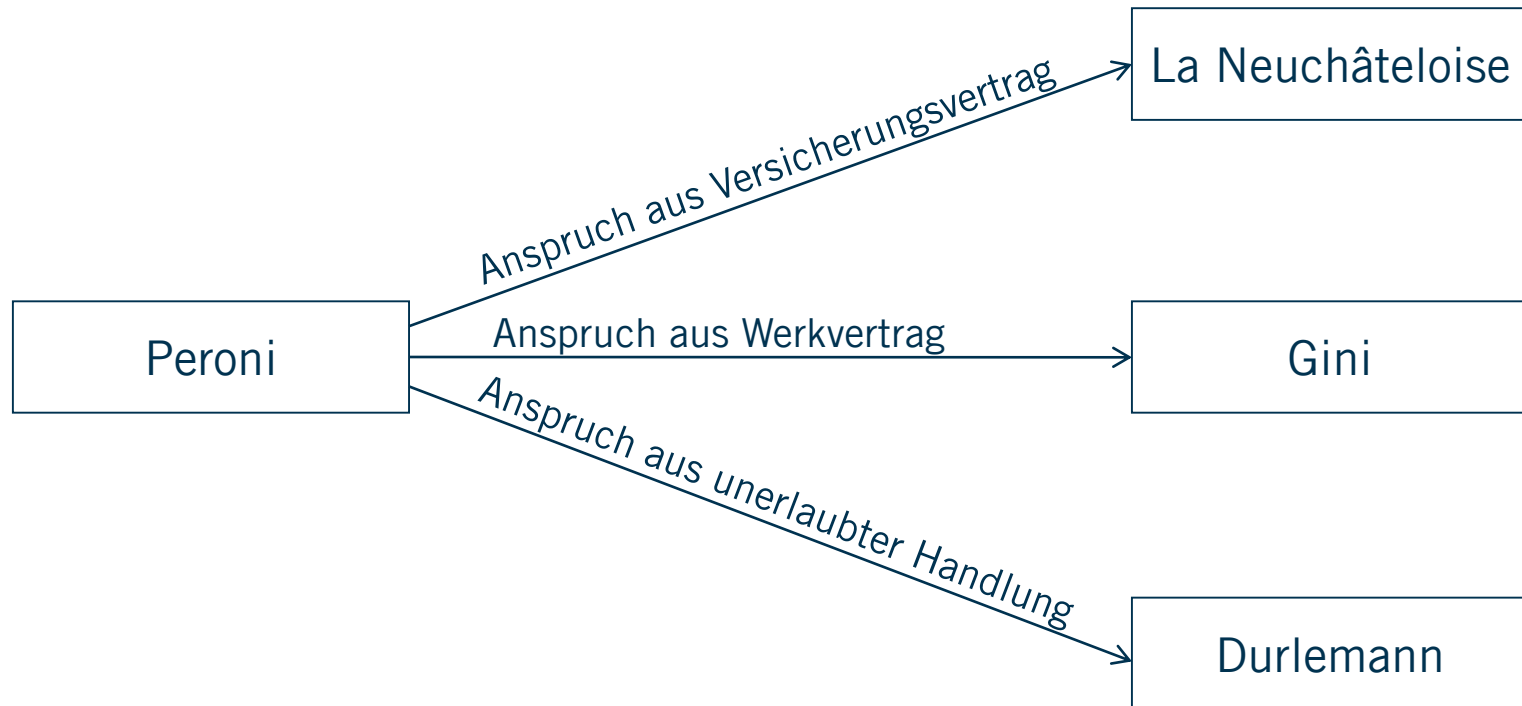 La Neuchâteloise
Anspruch aus Versicherungsvertrag
Peroni
Anspruch aus Werkvertrag
Gini
Anspruch aus unerlaubter Handlung
Durlemann